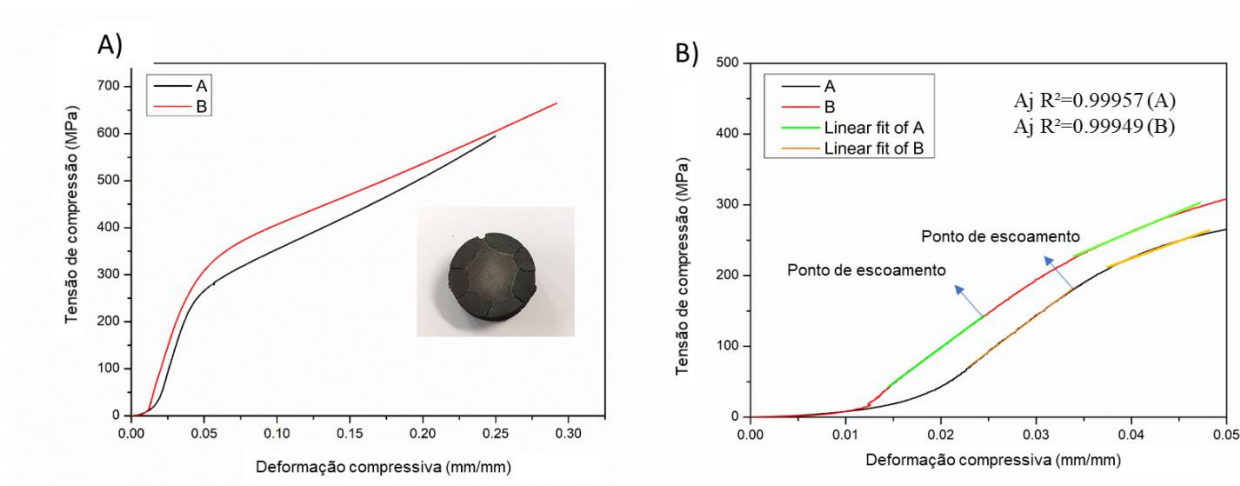 A)
A
B
Tensão de compressão (MPa)
700
600
500
400
300
200
100
0
0.00 0.05 0.10 0.15 0.20 0.25 0.30
Deformação compressiva (mm/mm)
B)
A
B
Linear fit of A
Linear fit of B
Aj R²=0.99957 (A)
Aj R²=0.99949 (B)
Ponto de escoamento
Ponto de escoamento
Tensão de compressão (MPa)
500
400
300
200
100
0
0.00 0.01 0.02 0.03 0.04 0.05
Deformação compressiva (mm/mm)